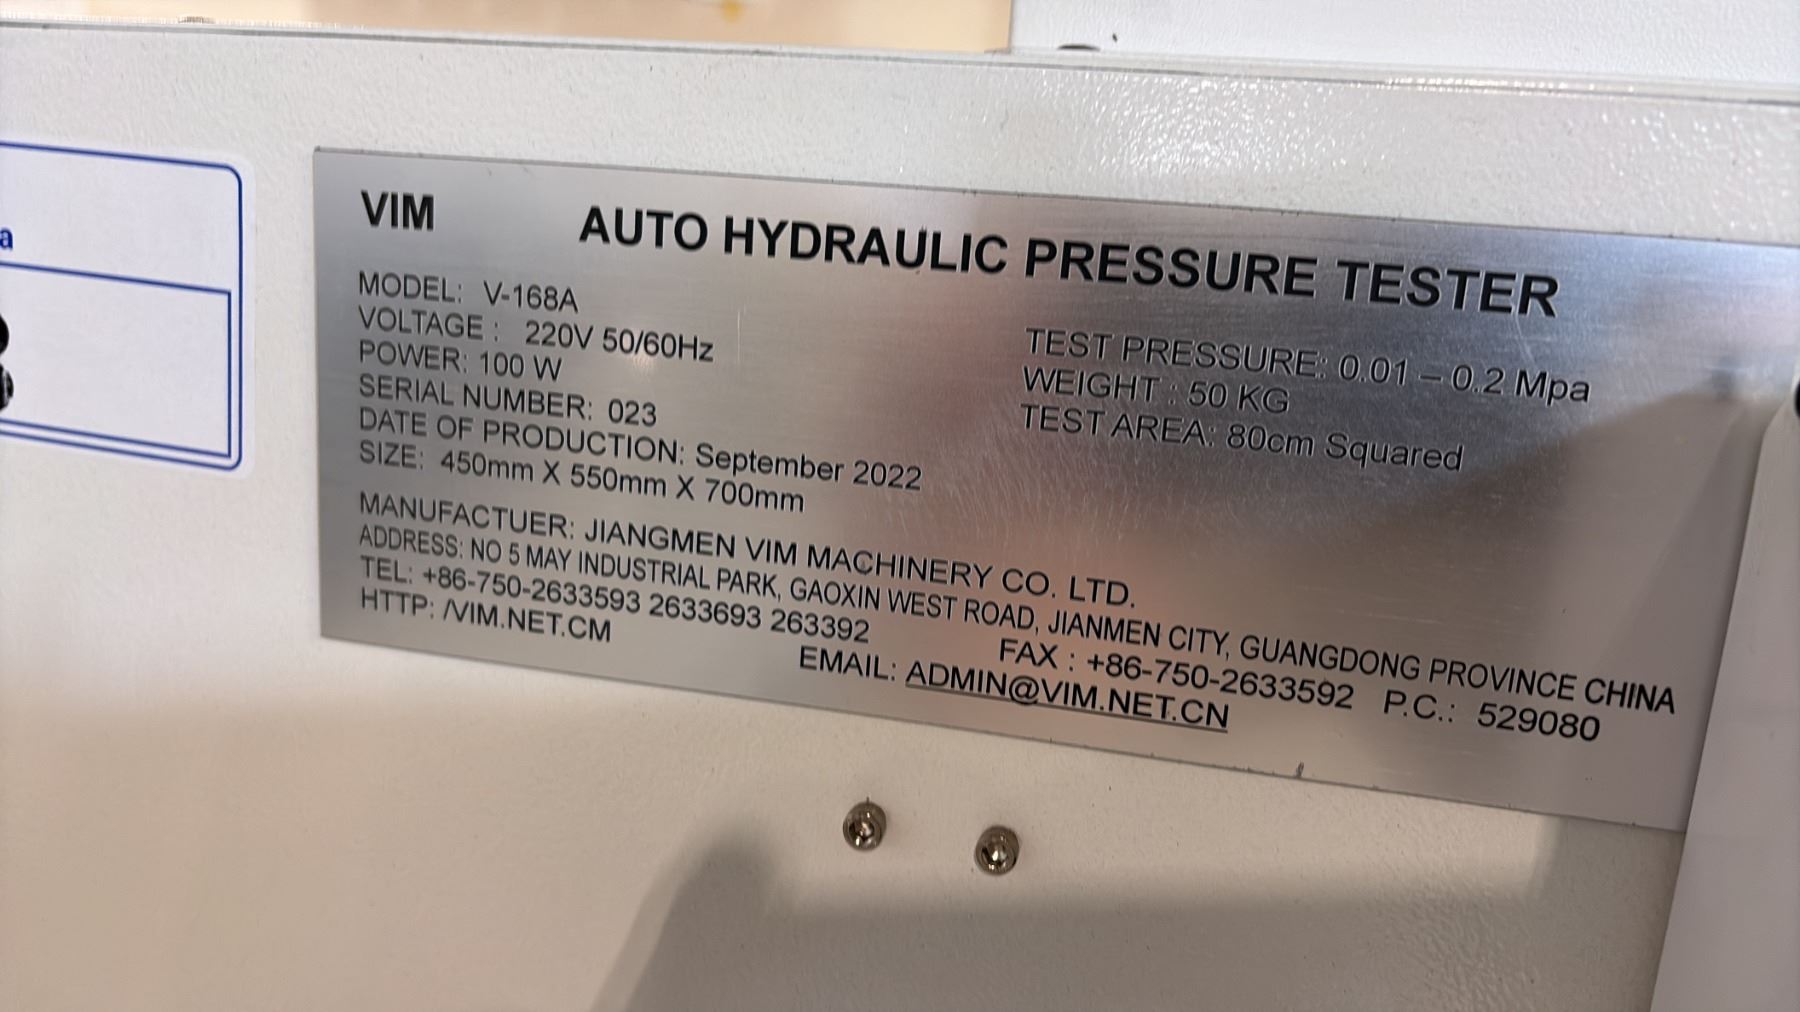 a
VIM
AUTO HYDRAULIC PRESSURE TESTER
MODEL: V-168A
VOLTAGE : 220V 50/60Hz
POWER: 100 W
SERIAL NUMBER: 023
DATE OF PRODUCTION: September 2022
SIZE: 450mm X 550mm X 700mm
TEST PRESSURE: 0.01 – 0.2 Mpa
WEIGHT : 50 KG
TEST AREA: 80cm Squared
MANUFACTUER: JIANGMEN VIM MACHINERY CO. LTD.
ADDRESS: NO 5 MAY INDUSTRIAL PARK, GAOXIN WEST ROAD, JIANMEN CITY, GUANGDONG PROVINCE CHINA
TEL: +86-750-2633593 2633693 263392
FAX : +86-750-2633592 P.C.: 529080
HTTP: /VIM.NET.CM
EMAIL: ADMIN@VIM.NET.CN